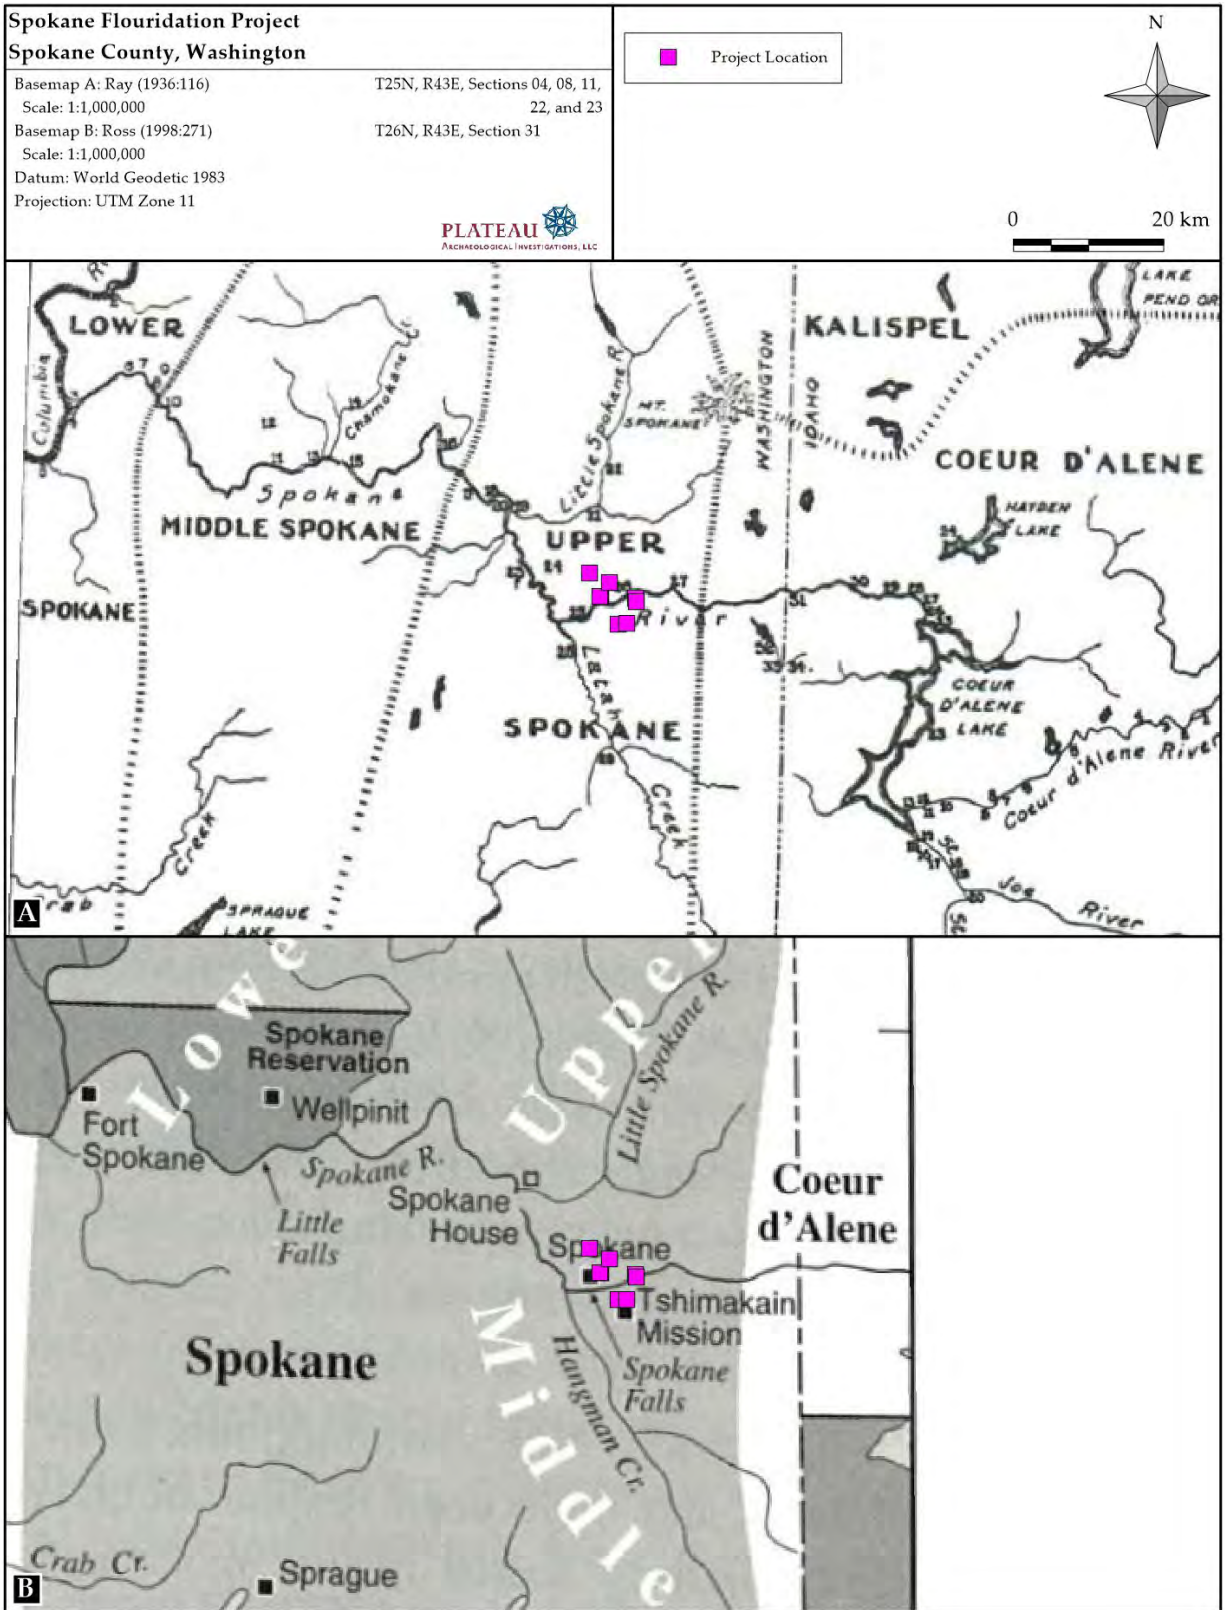 Spokane Flouridation Project
Spokane County, Washington
Basemap A: Ray (1936:116)
Scale: 1:1,000,000
Basemap B: Ross (1998:271)
Scale: 1:1,000,000
Datum: World Geodetic 1983
Projection: UTM Zone 11
T25N, R43E, Sections 04, 08, 11,
22, and 23
T26N, R43E, Section 31
PLATEAU
ARCHAEOLOGICAL INVESTIGATIONS, LLC
Project Location
N
0 20 km
LAKE
PEND OR
LOWER
KALISPEL
Columbia
Chamokane Cr.
Little Spokane R.
MT.
SPOKANE
WASHINGTON
IDAHO
COEUR D'ALENE
HAYDEN
LAKE
Spokane
MIDDLE SPOKANE
UPPER
SPOKANE
River
Latah
COEUR
D'ALENE
LAKE
SPOKANE
Coeur d'Alene River
Creek
Creek
St
Joe
River
St
Crab
SPRAGUE
LAKE
A
Lowe
Upper
Spokane
Reservation
Wellpinit
Fort
Spokane
Little Spokane R.
Spokane R.
Little
Falls
Spokane
House
Coeur
d'Alene
Spokane
Tshimakain
Mission
Spokane
Falls
Spokane
Middle
Hangman Cr.
Crab Cr.
Sprague
B